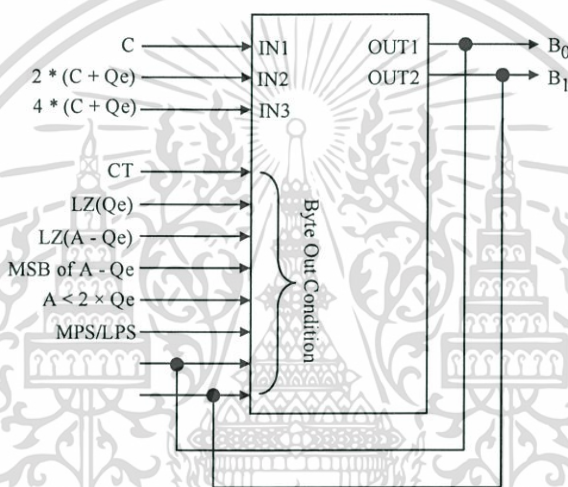 C
IN1
OUT1
B0
2 * (C + Qe)
IN2
OUT2
B1
4 * (C + Qe)
IN3
CT
LZ(Qe)
LZ(A - Qe)
MSB of A - Qe
A < 2 × Qe
MPS/LPS
Byte Out Condition